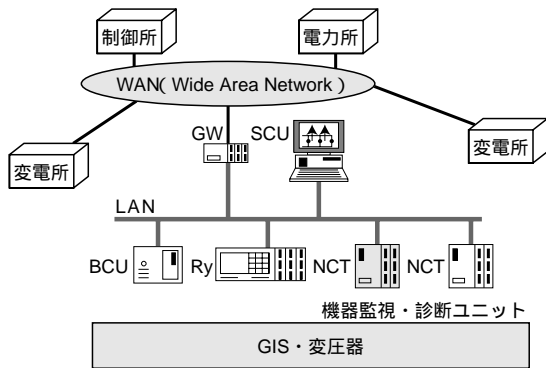 制御所
電力所
WAN(Wide Area Network)
GW
SCU
変電所
変電所
LAN
BCU
Ry
NCT
NCT
機器監視・診断ユニット
GIS・変圧器